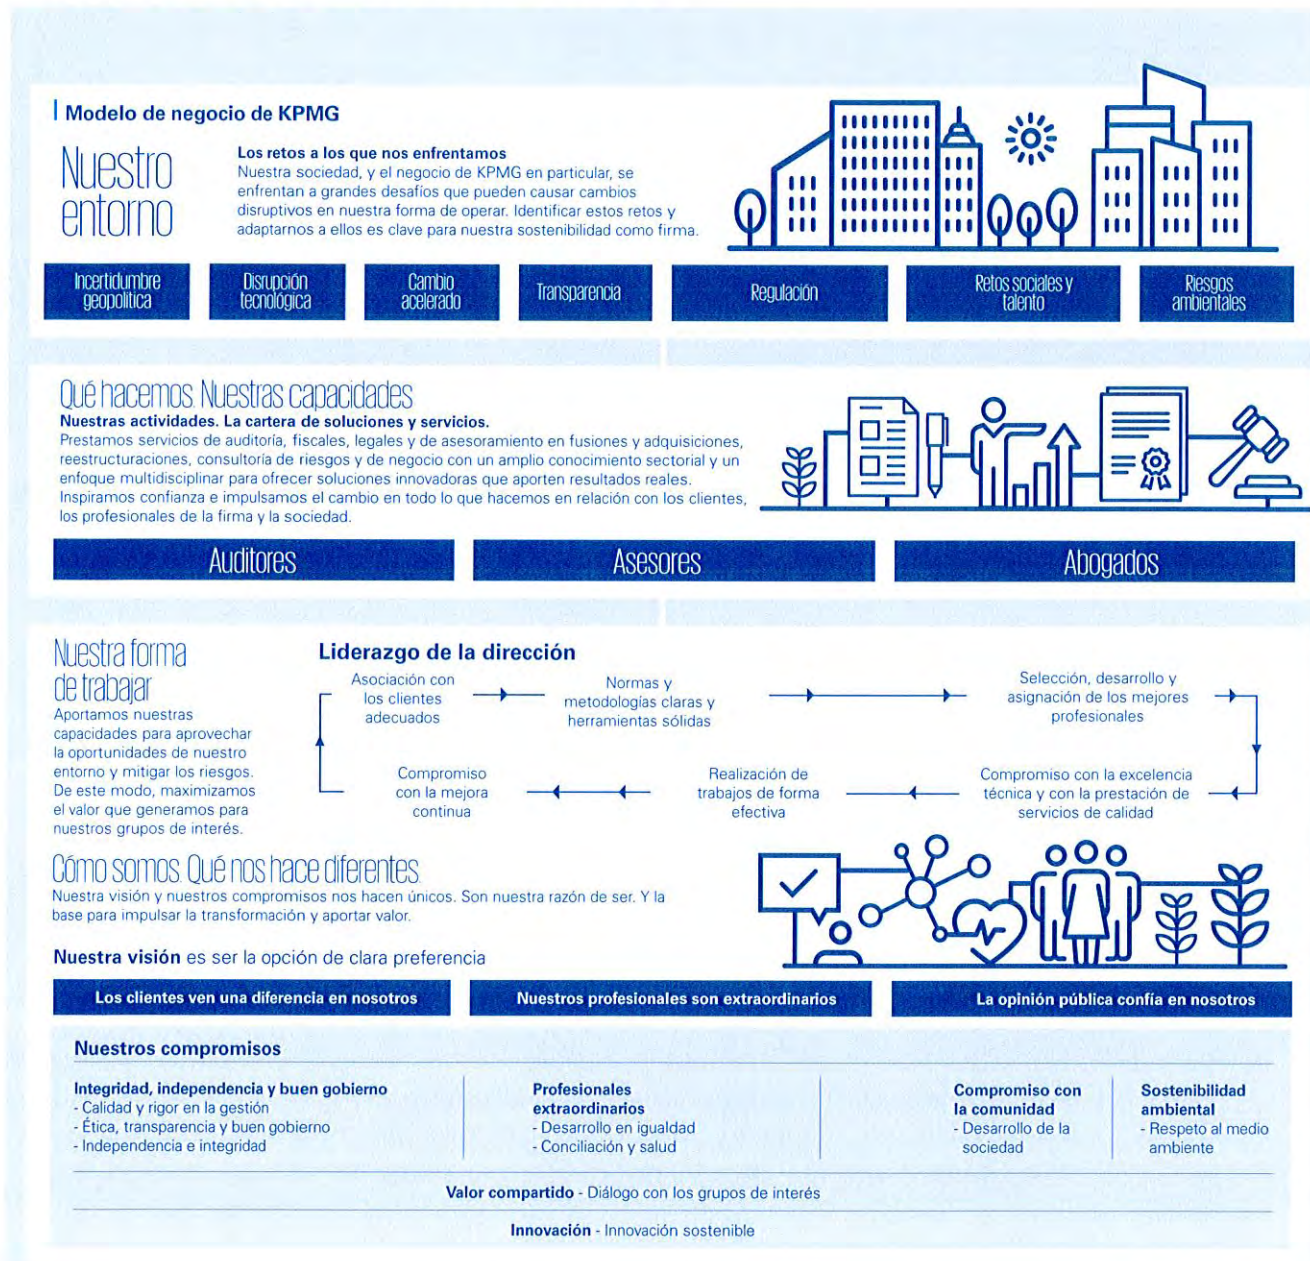 Modelo de negocio de KPMG
Nuestro
entorno
Los retos a los que nos enfrentamos
Nuestra sociedad, y el negocio de KPMG en particular, se
enfrentan a grandes desafíos que pueden causar cambios
disruptivos en nuestra forma de operar. Identificar estos retos y
adaptarnos a ellos es clave para nuestra sostenibilidad como firma.
Incertidumbre
geopolítica
Disrupción
tecnológica
Cambio
acelerado
Transparencia
Regulación
Retos sociales y
talento
Riesgos
ambientales
Qué hacemos. Nuestras capacidades
Nuestras actividades. La cartera de soluciones y servicios.
Prestamos servicios de auditoría, fiscales, legales y de asesoramiento en fusiones y adquisiciones,
reestructuraciones, consultoría de riesgos y de negocio con un amplio conocimiento sectorial y un
enfoque multidisciplinar para ofrecer soluciones innovadoras que aporten resultados reales.
Inspiramos confianza e impulsamos el cambio en todo lo que hacemos en relación con los clientes,
los profesionales de la firma y la sociedad.
Auditores
Asesores
Abogados
Nuestra forma
de trabajar
Aportamos nuestras
capacidades para aprovechar
la oportunidades de nuestro
entorno y mitigar los riesgos.
De este modo, maximizamos
el valor que generamos para
nuestros grupos de interés.
Liderazgo de la dirección
Asociación con
los clientes
adecuados
Normas y
metodologías claras y
herramientas sólidas
Selección, desarrollo y
asignación de los mejores
profesionales
Compromiso
con la mejora
continua
Realización de
trabajos de forma
efectiva
Compromiso con la excelencia
técnica y con la prestación de
servicios de calidad
Cómo somos. Qué nos hace diferentes.
Nuestra visión y nuestros compromisos nos hacen únicos. Son nuestra razón de ser. Y la
base para impulsar la transformación y aportar valor.
Nuestra visión es ser la opción de clara preferencia
Los clientes ven una diferencia en nosotros
Nuestros profesionales son extraordinarios
La opinión pública confía en nosotros
Nuestros compromisos
Integridad, independencia y buen gobierno
- Calidad y rigor en la gestión
- Ética, transparencia y buen gobierno
- Independencia e integridad
Profesionales
extraordinarios
- Desarrollo en igualdad
- Conciliación y salud
Compromiso con
la comunidad
- Desarrollo de la
sociedad
Sostenibilidad
ambiental
- Respeto al medio
ambiente
Valor compartido - Diálogo con los grupos de interés
Innovación - Innovación sostenible